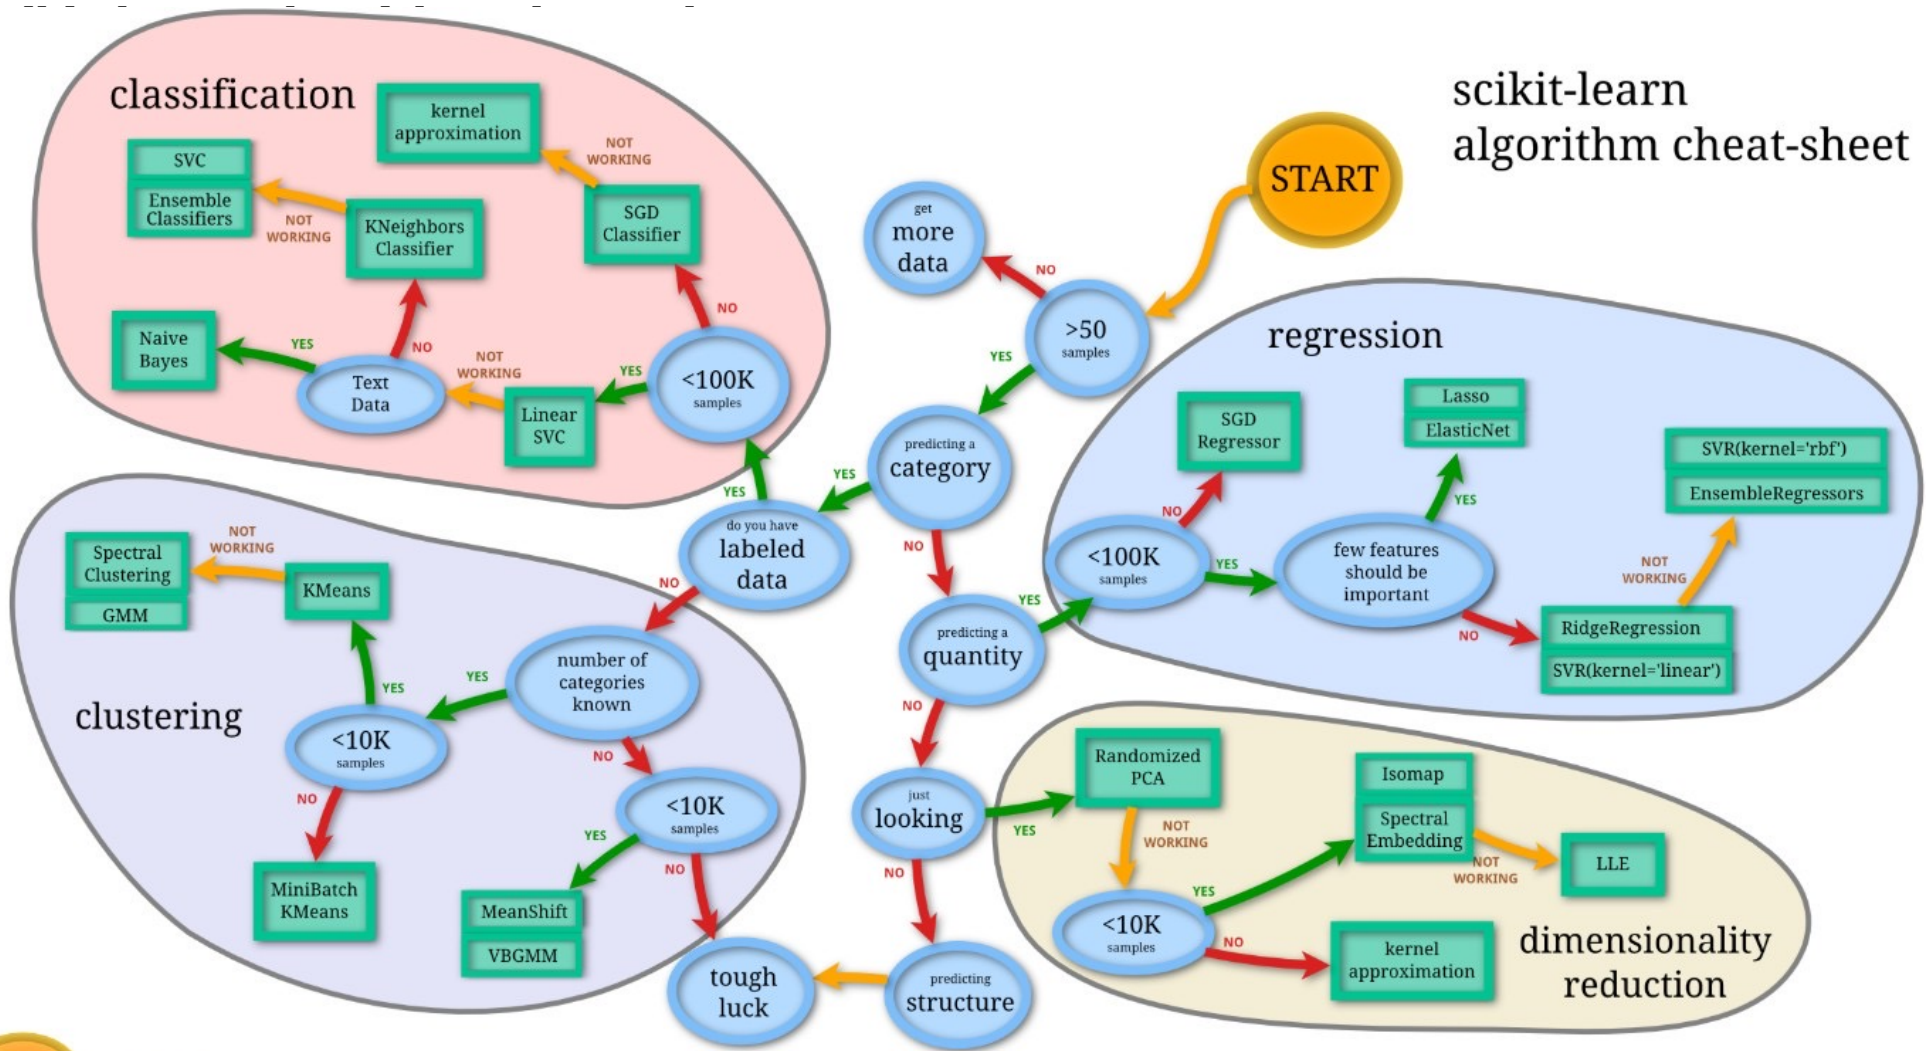 scikit-learn
algorithm cheat-sheet
START
classification
kernel
approximation
NOT
WORKING
SVC
Ensemble
Classifiers
NOT
WORKING
KNeighbors
Classifier
SGD
Classifier
NO
Naive
Bayes
YES
Text
Data
NO
NOT
WORKING
Linear
SVC
YES
<100K
samples
YES
get
more
data
NO
>50
samples
YES
predicting a
category
YES
NO
do you have
labeled
data
NO
predicting a
quantity
YES
NO
just
looking
YES
NO
predicting
structure
tough
luck
regression
SGD
Regressor
NO
<100K
samples
YES
few features
should be
important
YES
Lasso
ElasticNet
NO
RidgeRegression
SVR(kernel='linear')
NOT
WORKING
SVR(kernel='rbf')
EnsembleRegressors
clustering
Spectral
Clustering
GMM
NOT
WORKING
KMeans
YES
<10K
samples
NO
MiniBatch
KMeans
YES
number of
categories
known
NO
<10K
samples
YES
MeanShift
VBGMM
NO
dimensionality
reduction
Randomized
PCA
NOT
WORKING
<10K
samples
YES
Isomap
Spectral
Embedding
NOT
WORKING
LLE
NO
kernel
approximation